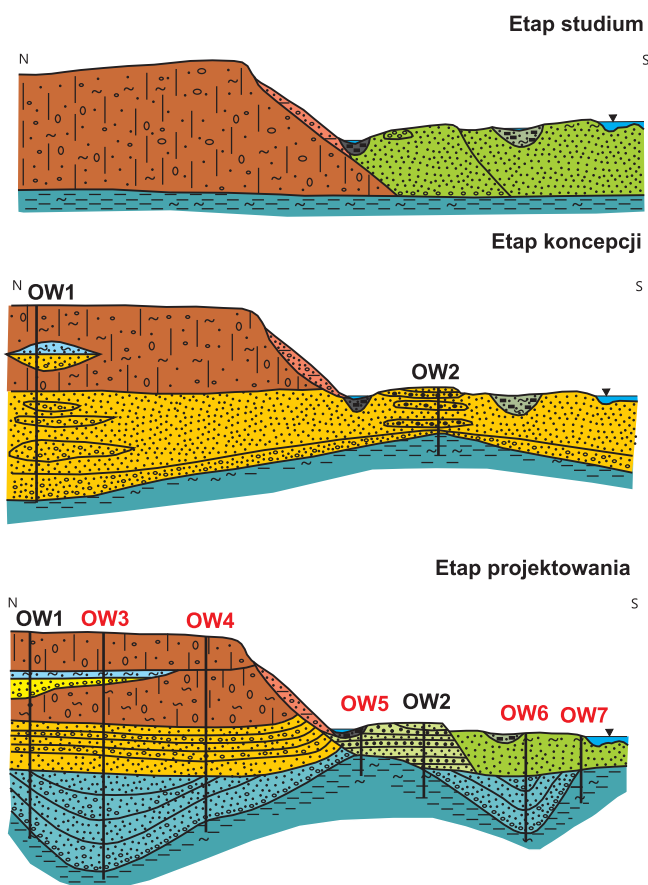 Etap studium
N S
Etap koncepcji
N S
OW1
OW2
Etap projektowania
N S
OW1 OW3 OW4
OW5 OW2 OW6 OW7